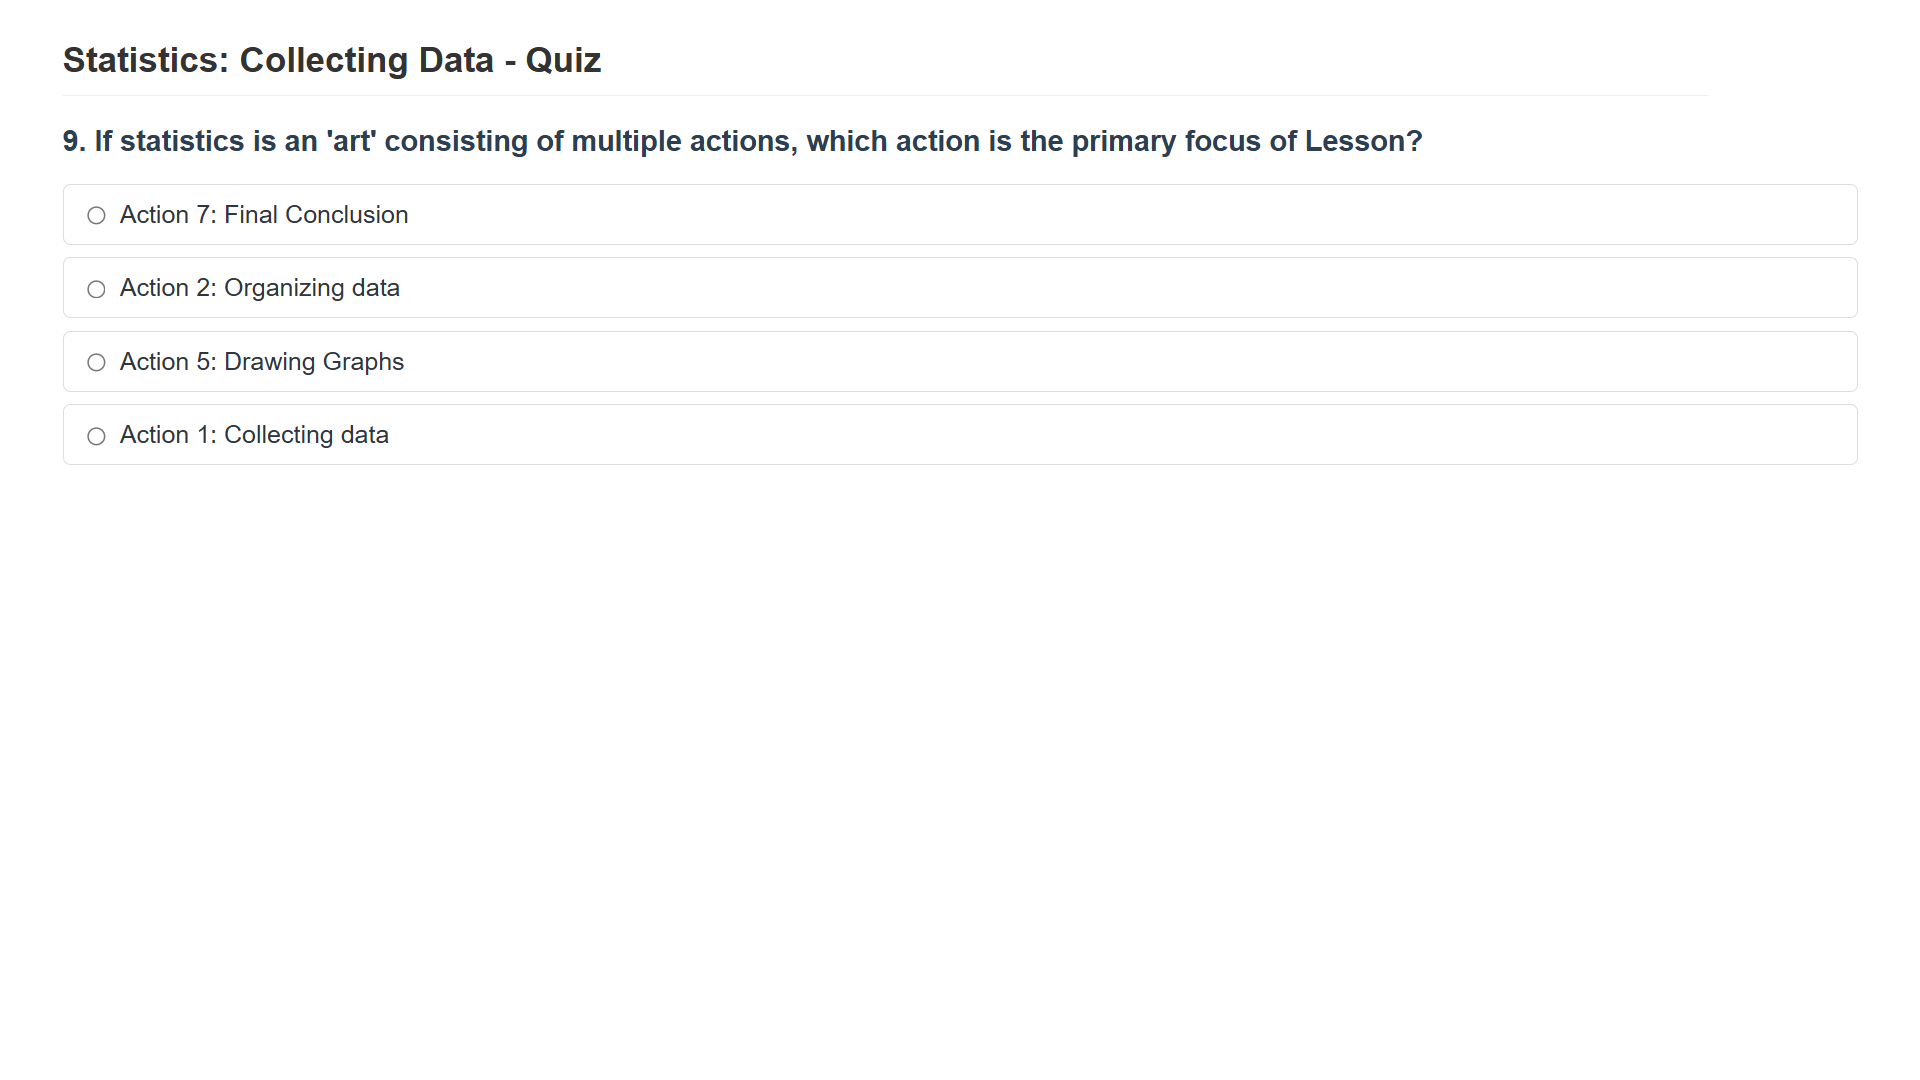 Statistics: Collecting Data - Quiz
9. If statistics is an 'art' consisting of multiple actions, which action is the primary focus of Lesson?
Action 7: Final Conclusion
Action 2: Organizing data
Action 5: Drawing Graphs
Action 1: Collecting data